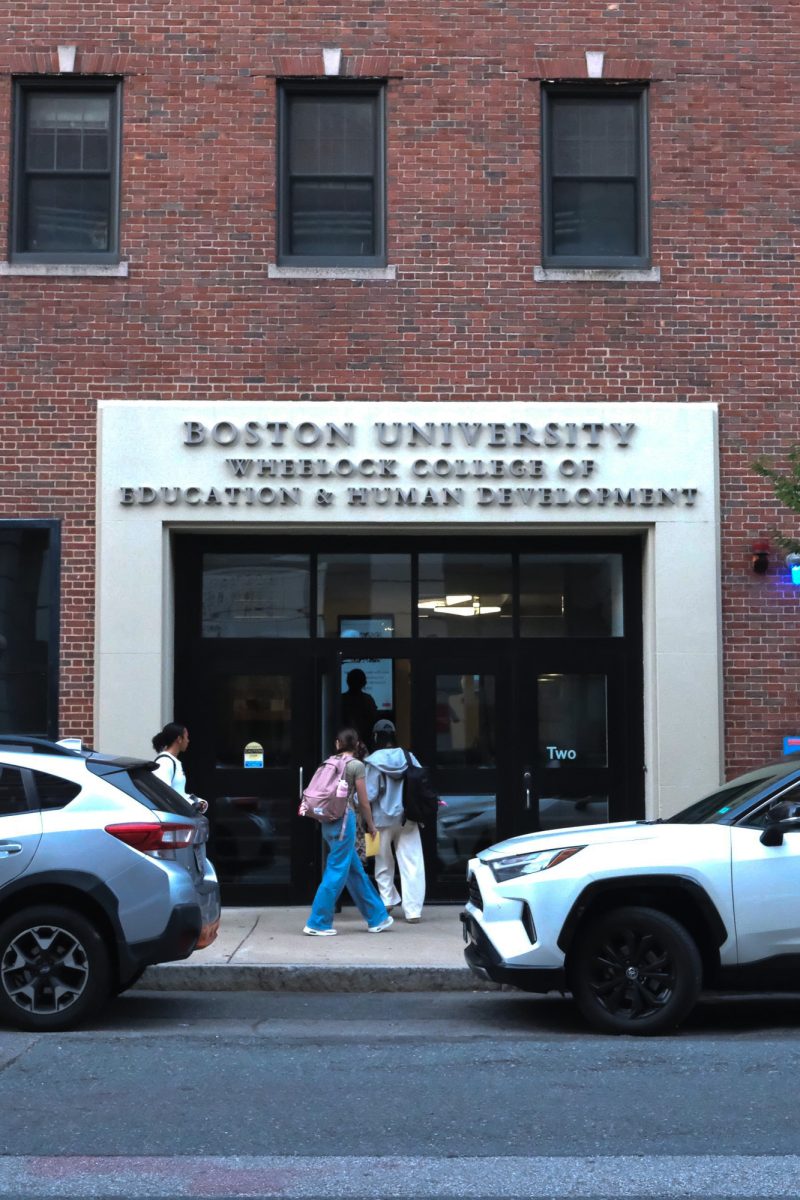 BOSTON UNIVERSITY
WHEELOCK COLLEGE OF
EDUCATION & HUMAN DEVELOPMENT
Two